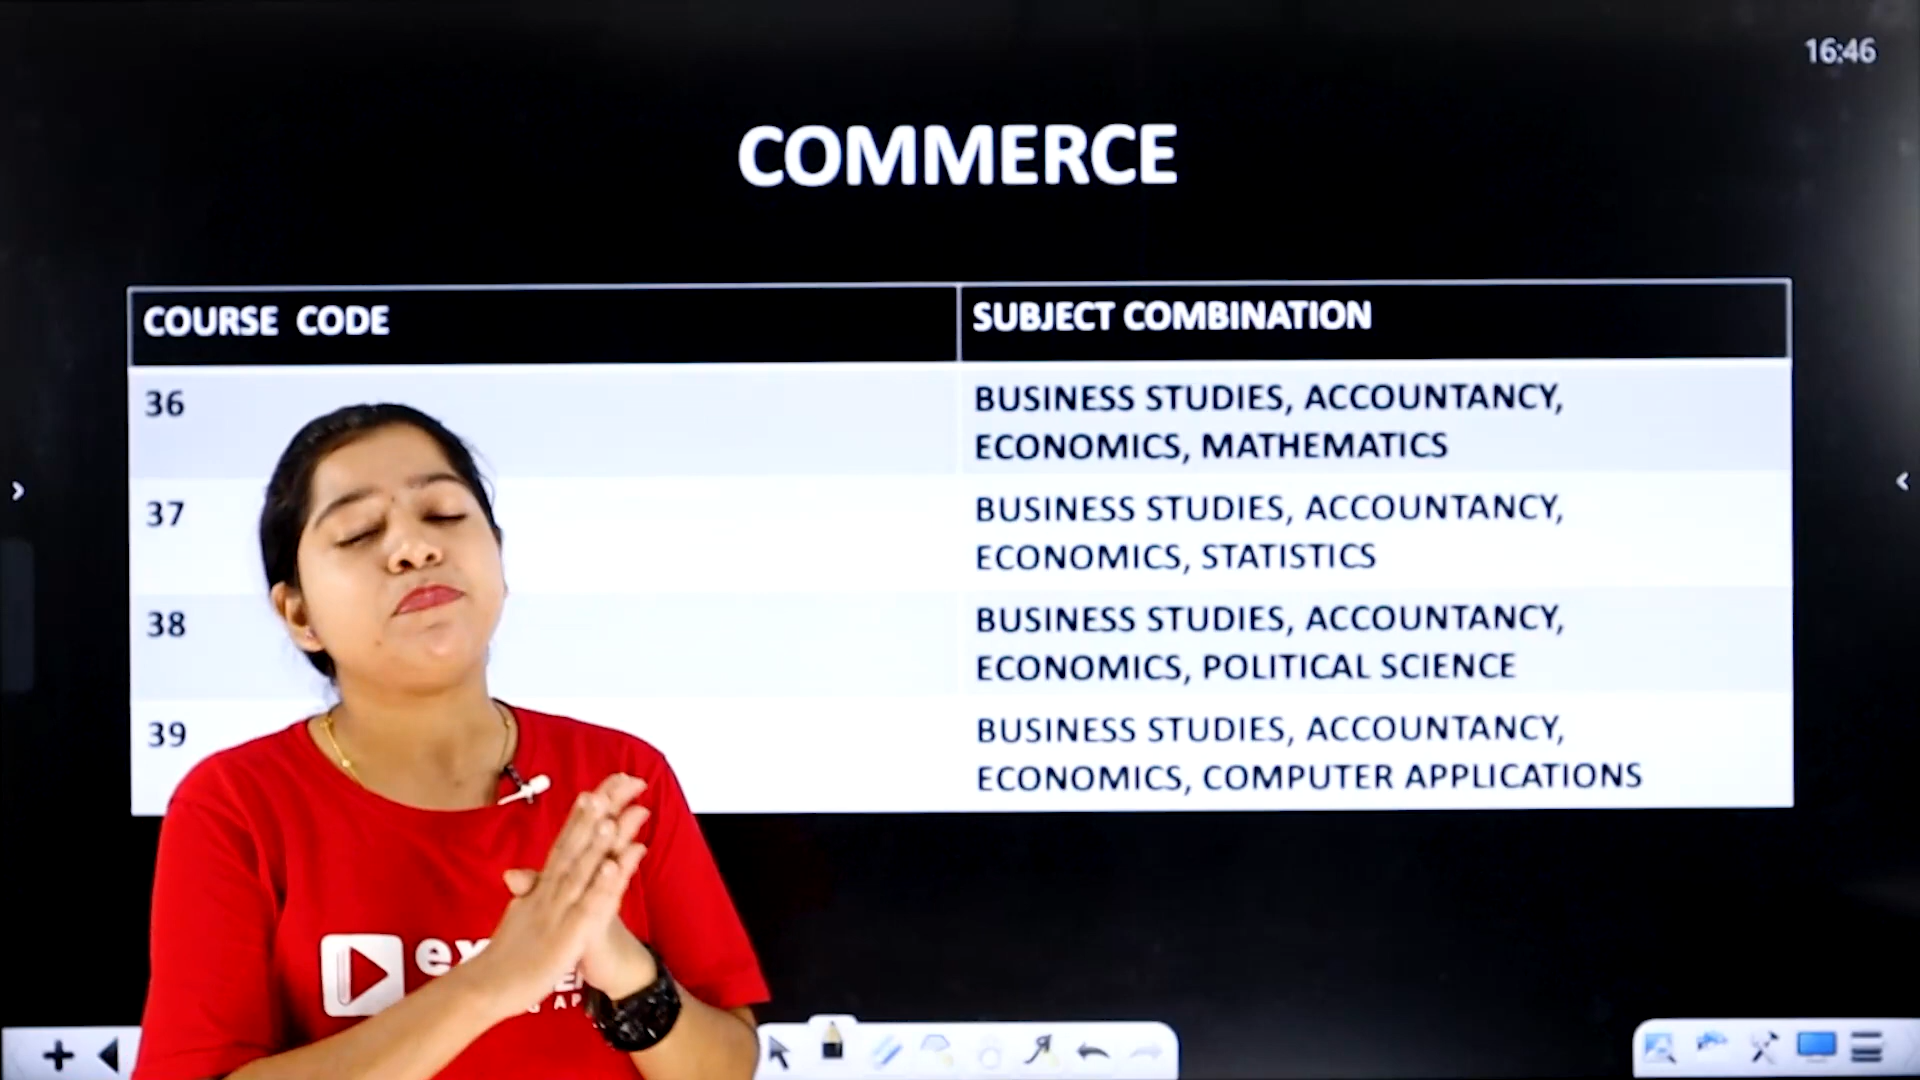 16:46
COMMERCE
COURSE CODE
SUBJECT COMBINATION
36
BUSINESS STUDIES, ACCOUNTANCY,
ECONOMICS, MATHEMATICS
37
BUSINESS STUDIES, ACCOUNTANCY,
ECONOMICS, STATISTICS
38
BUSINESS STUDIES, ACCOUNTANCY,
ECONOMICS, POLITICAL SCIENCE
39
BUSINESS STUDIES, ACCOUNTANCY,
ECONOMICS, COMPUTER APPLICATIONS